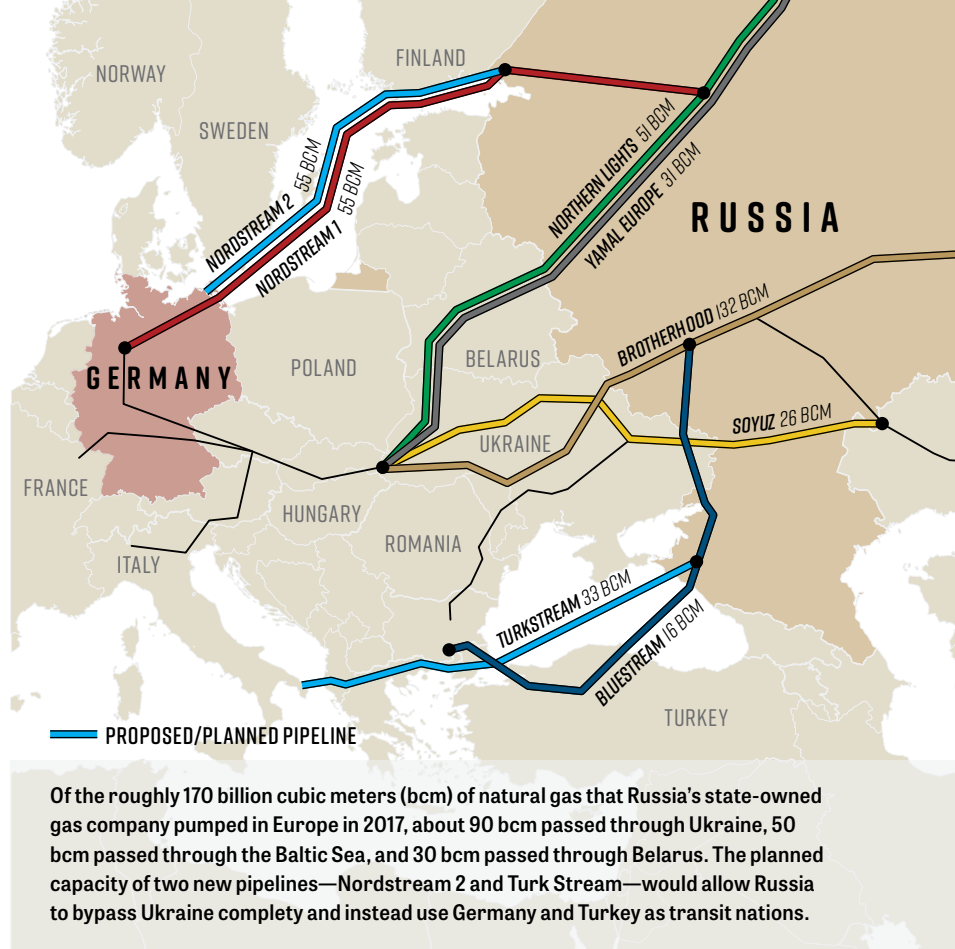 NORWAY
FINLAND
SWEDEN
NORDSTREAM 2 55 BCM
NORDSTREAM 1 55 BCM
NORTHERN LIGHTS 51 BCM
YAMAL EUROPE 31 BCM
RUSSIA
BROTHERHOOD 132 BCM
POLAND
BELARUS
GERMANY
SOYUZ 26 BCM
UKRAINE
FRANCE
HUNGARY
ROMANIA
ITALY
TURKSTREAM 33 BCM
BLUESTREAM 16 BCM
TURKEY
PROPOSED/PLANNED PIPELINE
Of the roughly 170 billion cubic meters (bcm) of natural gas that Russia's state-owned
gas company pumped in Europe in 2017, about 90 bcm passed through Ukraine, 50
bcm passed through the Baltic Sea, and 30 bcm passed through Belarus. The planned
capacity of two new pipelines—Nordstream 2 and Turk Stream—would allow Russia
to bypass Ukraine complety and instead use Germany and Turkey as transit nations.